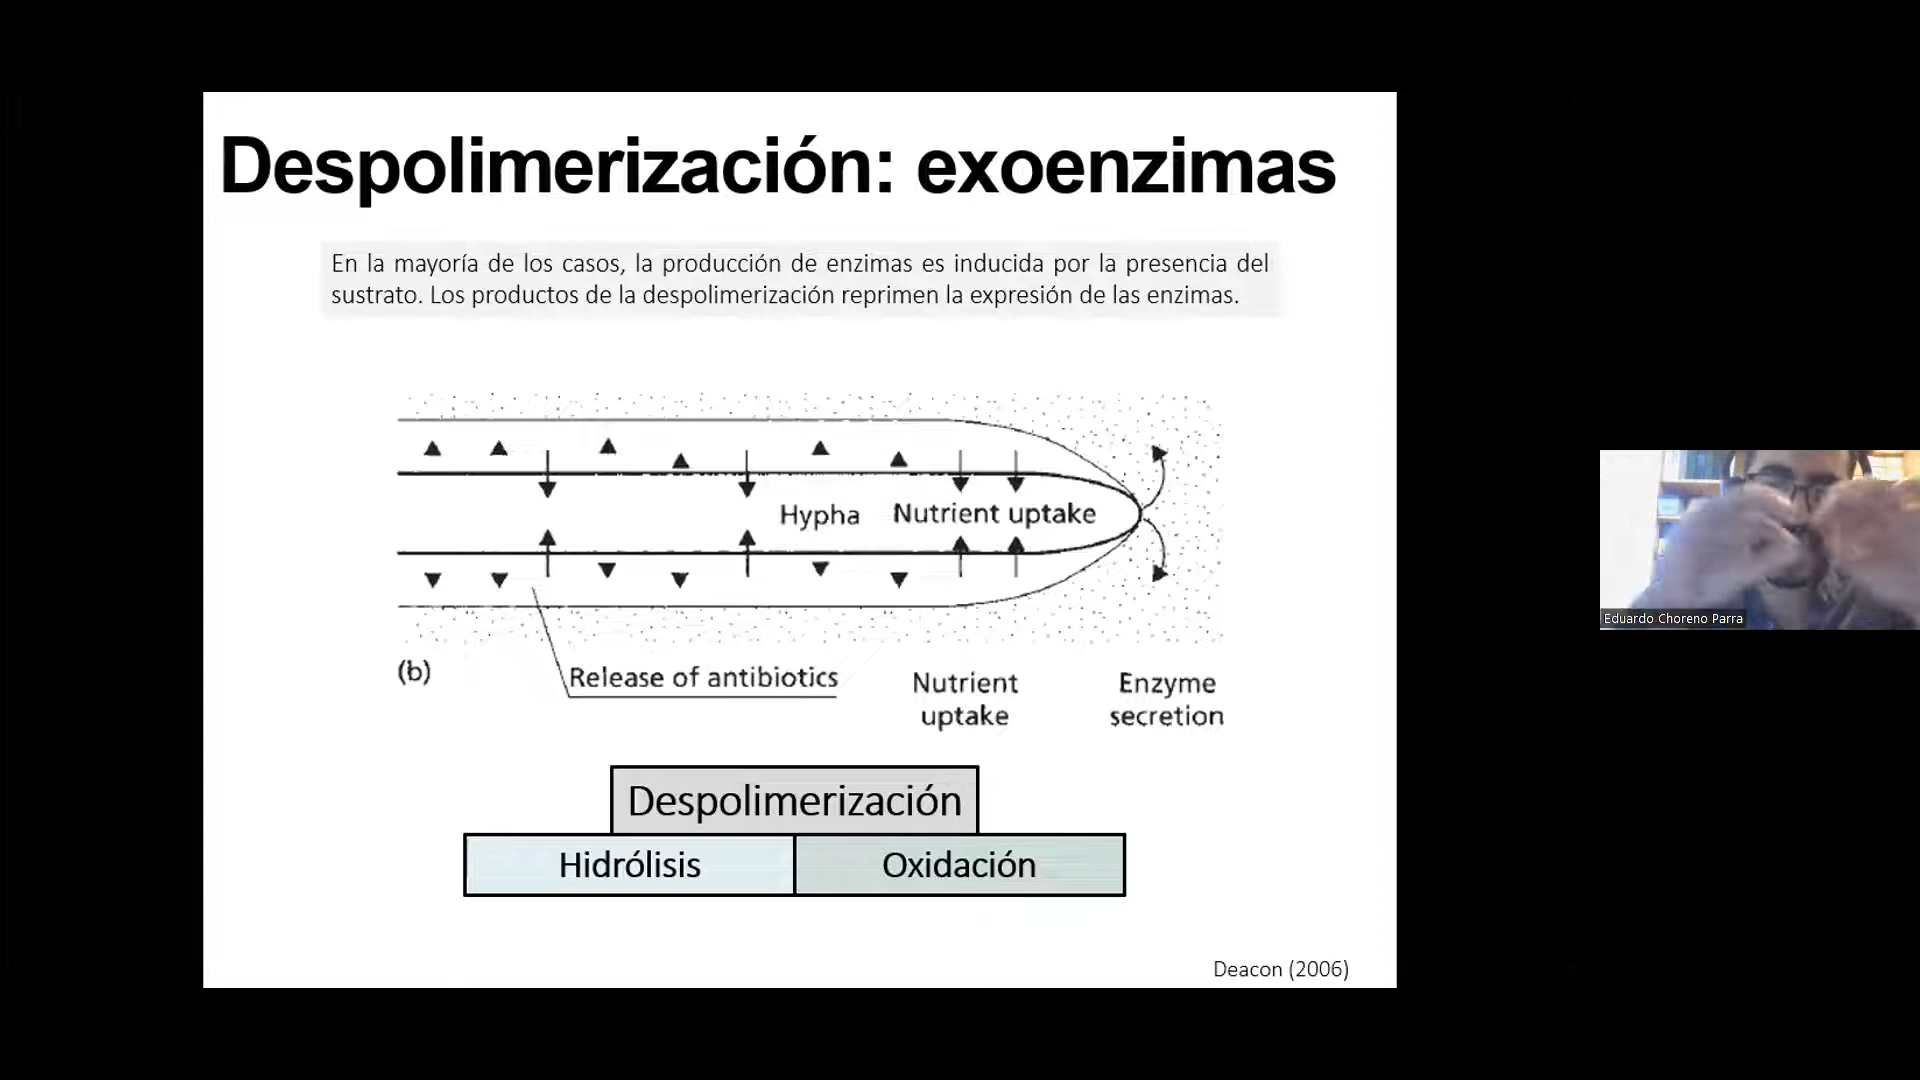 Despolimerización: exoenzimas
En la mayoría de los casos, la producción de enzimas es inducida por la presencia del
sustrato. Los productos de la despolimerización reprimen la expresión de las enzimas.
Hypha
Nutrient uptake
(b)
Release of antibiotics
Nutrient
uptake
Enzyme
secretion
Despolimerización
Hidrólisis
Oxidación
Deacon (2006)
Eduardo Choreno Parra